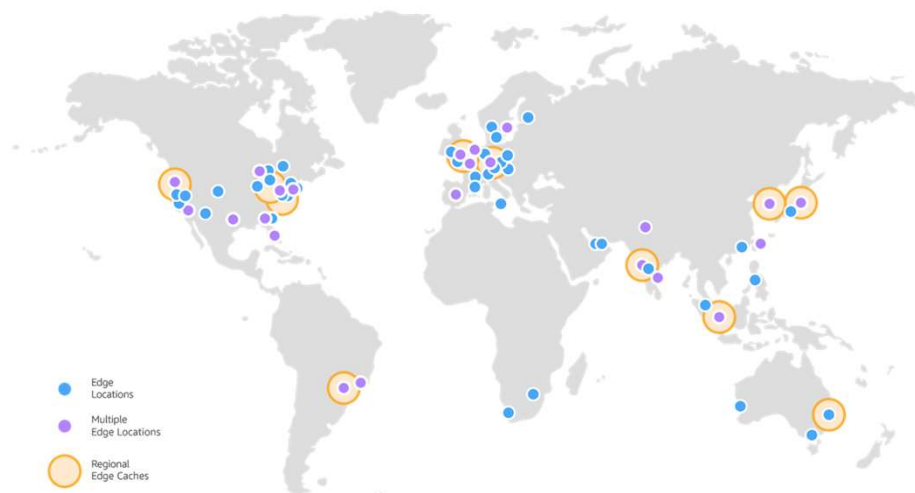 Edge
Locations
Multiple
Edge Locations
Regional
Edge Caches